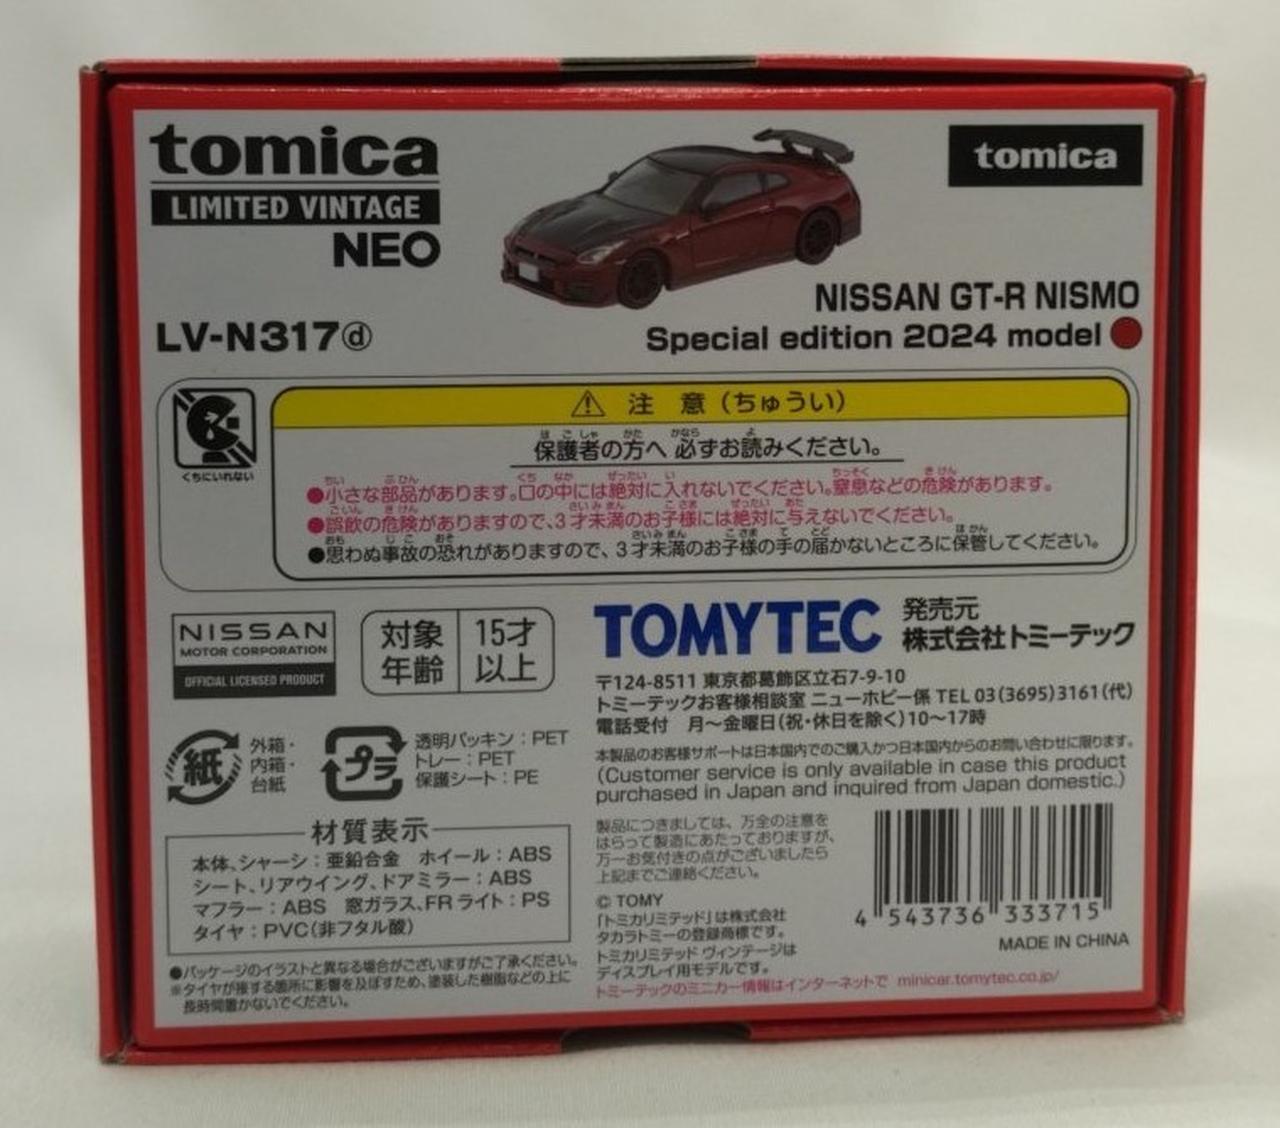 tomica
LIMITED VINTAGE
NEO
tomica
NISSAN GT-R NISMO
LV-N317ⓓ
Special edition 2024 model
注 意（ちゅうい）
保護者の方へ 必ずお読みください。
くちにいれない
●小さな部品があります。口の中には絶対に入れないでください。窒息などの危険があります。
●誤飲の危険がありますので、3才未満のお子様には絶対に与えないでください。
●思わぬ事故の恐れがありますので、3才未満のお子様の手の届かないところに保管してください。
NISSAN
MOTOR CORPORATION
OFFICIAL LICENSED PRODUCT
対象年齢 15才以上
TOMYTEC 発売元
株式会社トミーテック
〒124-8511 東京都葛飾区立石7-9-10
トミーテックお客様相談室 ニューホビー係 TEL 03(3695)3161(代)
電話受付 月〜金曜日(祝・休日を除く)10〜17時
本製品のお客様サポートは日本国内でのご購入かつ日本国内からのお問い合わせに限ります。
(Customer service is only available in case this product
purchased in Japan and inquired from Japan domestic.)
紙
外箱・
内箱・
台紙
プラ
透明パッキン：PET
トレー：PET
保護シート：PE
材質表示
本体、シャーシ：亜鉛合金 ホイール：ABS
シート、リアウイング、ドアミラー：ABS
マフラー：ABS 窓ガラス、FRライト：PS
タイヤ：PVC(非フタル酸)
●パッケージのイラストと異なる場合がございますがご了承ください。
※タイヤが接する箇所に影響を及ぼすため、塗装した樹脂などの上に
長時間置かないでください。
製品につきましては、万全の注意を
はらって製造にあたっておりますが、
万一お気付きの点がございましたら
上記までご連絡ください。
© TOMY
「トミカリミテッド」は株式会社
タカラトミーの登録商標です。
トミカリミテッド ヴィンテージは
ディスプレイ用モデルです。
トミーテックのミニカー情報はインターネットで minicar.tomytec.co.jp/
4 543736 333715
MADE IN CHINA